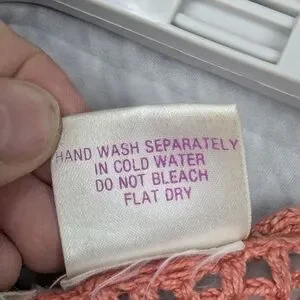 HAND WASH SEPARATELY
IN COLD WATER
DO NOT BLEACH
FLAT DRY